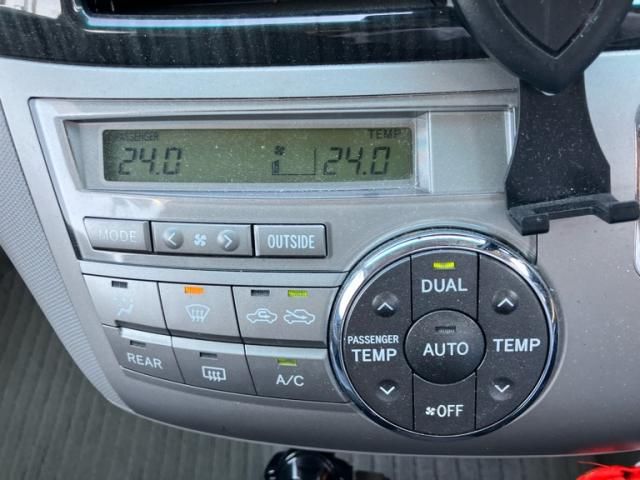 PASSENGER TEMP
24.0 24.0
MODE OUTSIDE
DUAL
PASSENGER
TEMP AUTO TEMP
REAR A/C
OFF